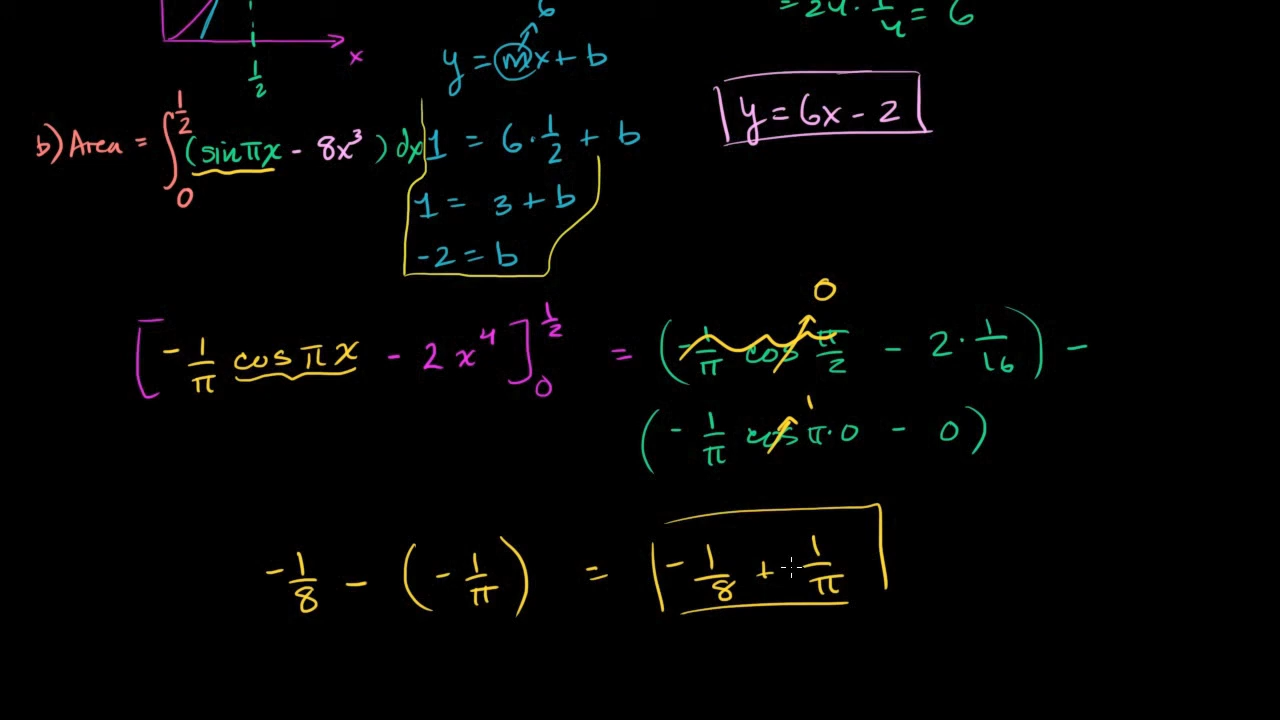 = 24 · 1/4 = 6
6
y = mx + b
x
1/2
y = 6x - 2
b) Area = ∫₀^(1/2) (sinπx - 8x³) dx
1 = 6 · 1/2 + b
1 = 3 + b
-2 = b
[-1/π cos πx - 2x⁴]₀^(1/2) = (-1/π cos π/2 - 2 · 1/16) -
0
(-1/π cos π·0 - 0)
1
-1/8 - (-1/π) = -1/8 + 1/π